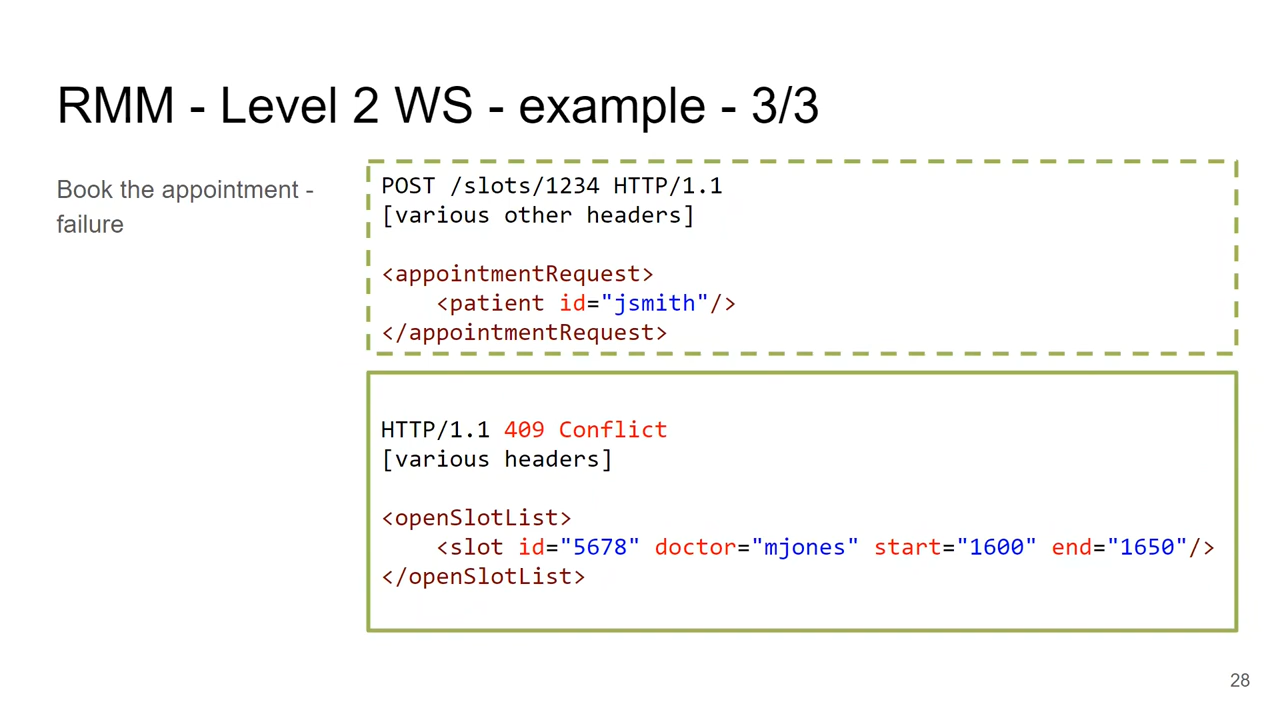 RMM - Level 2 WS - example - 3/3
Book the appointment -
failure
POST /slots/1234 HTTP/1.1
[various other headers]
<appointmentRequest>
    <patient id="jsmith"/>
</appointmentRequest>
HTTP/1.1 409 Conflict
[various headers]
<openSlotList>
    <slot id="5678" doctor="mjones" start="1600" end="1650"/>
</openSlotList>
28